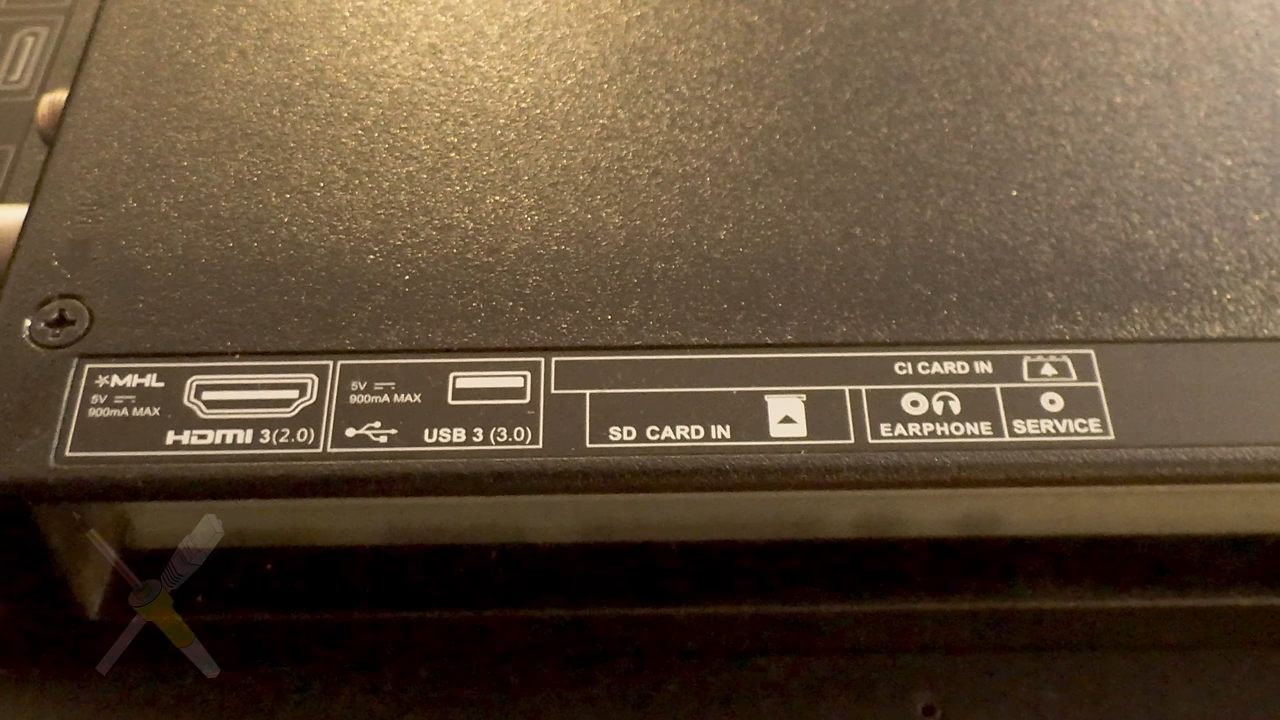 MHL
5V
900mA MAX
HDMI 3(2.0)
5V
900mA MAX
USB 3 (3.0)
CI CARD IN
SD CARD IN
EARPHONE
SERVICE